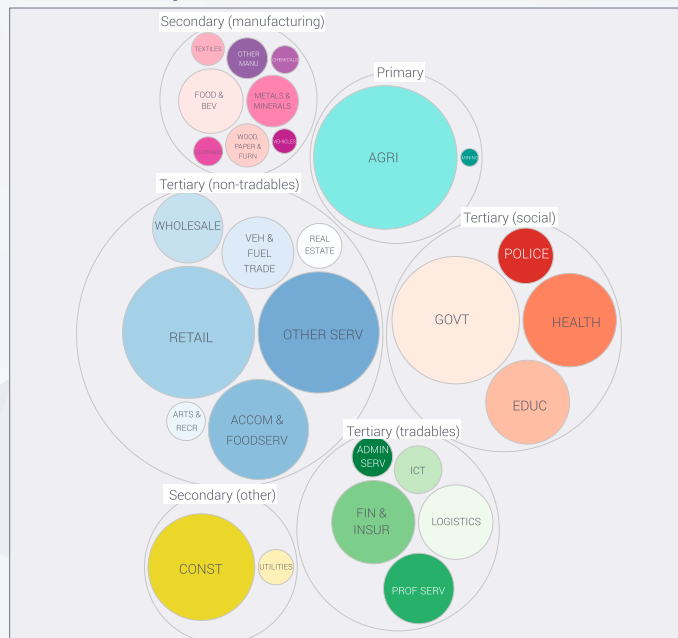 Secondary (manufacturing)
TEXTILES
OTHER
MANU
CHEMICALS
FOOD &
BEV
METALS &
MINERALS
WOOD,
PAPER &
FURN
VEHICLES
Primary
AGRI
MINING
Tertiary (non-tradables)
WHOLESALE
VEH &
FUEL
TRADE
REAL
ESTATE
RETAIL
OTHER SERV
ARTS &
RECR
ACCOM &
FOODSERV
Tertiary (social)
POLICE
GOVT
HEALTH
EDUC
Tertiary (tradables)
ADMIN
SERV
ICT
FIN &
INSUR
LOGISTICS
PROF SERV
Secondary (other)
CONST
UTILITIES